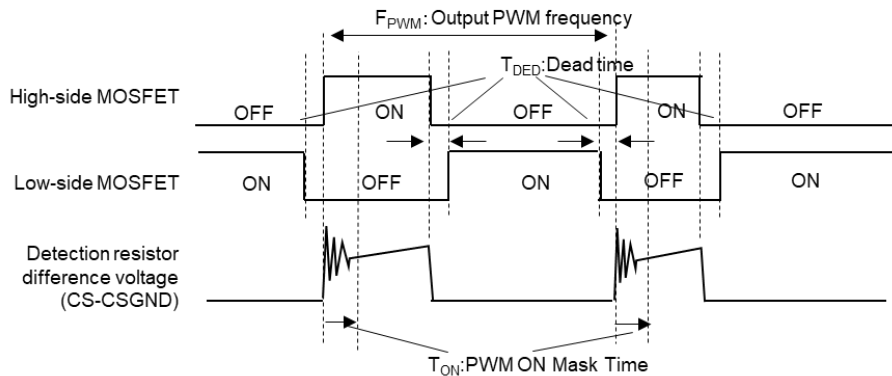 F_PWM: Output PWM frequency
T_DED:Dead time
High-side MOSFET
OFF ON OFF ON OFF
Low-side MOSFET
ON OFF ON OFF ON
Detection resistor
difference voltage
(CS-CSGND)
T_ON:PWM ON Mask Time